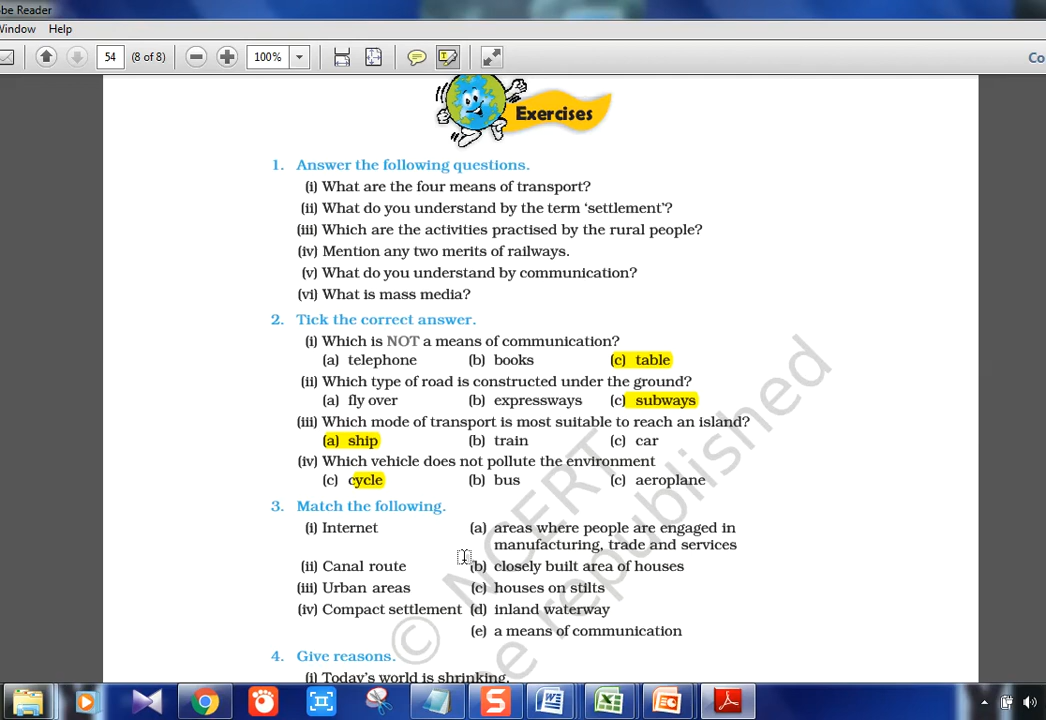 be Reader
Window Help
54 (8 of 8) 100% Co
Exercises
1. Answer the following questions.
(i) What are the four means of transport?
(ii) What do you understand by the term ‘settlement’?
(iii) Which are the activities practised by the rural people?
(iv) Mention any two merits of railways.
(v) What do you understand by communication?
(vi) What is mass media?
2. Tick the correct answer.
(i) Which is NOT a means of communication?
(a) telephone (b) books (c) table
(ii) Which type of road is constructed under the ground?
(a) fly over (b) expressways (c) subways
(iii) Which mode of transport is most suitable to reach an island?
(a) ship (b) train (c) car
(iv) Which vehicle does not pollute the environment
(c) cycle (b) bus (c) aeroplane
3. Match the following.
(i) Internet (a) areas where people are engaged in
manufacturing, trade and services
(ii) Canal route (b) closely built area of houses
(iii) Urban areas (c) houses on stilts
(iv) Compact settlement (d) inland waterway
(e) a means of communication
4. Give reasons.
(i) Today’s world is shrinking.
© NCERT
e republished